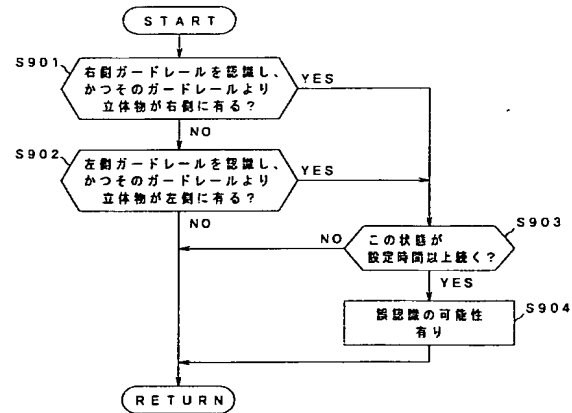 START
S901
右側ガードレールを認識し、
かつそのガードレールより
立体物が右側に有る?
YES
NO
S902
左側ガードレールを認識し、
かつそのガードレールより
立体物が左側に有る?
YES
NO
S903
この状態が
設定時間以上続く?
NO
YES
S904
誤認識の可能性
有り
RETURN